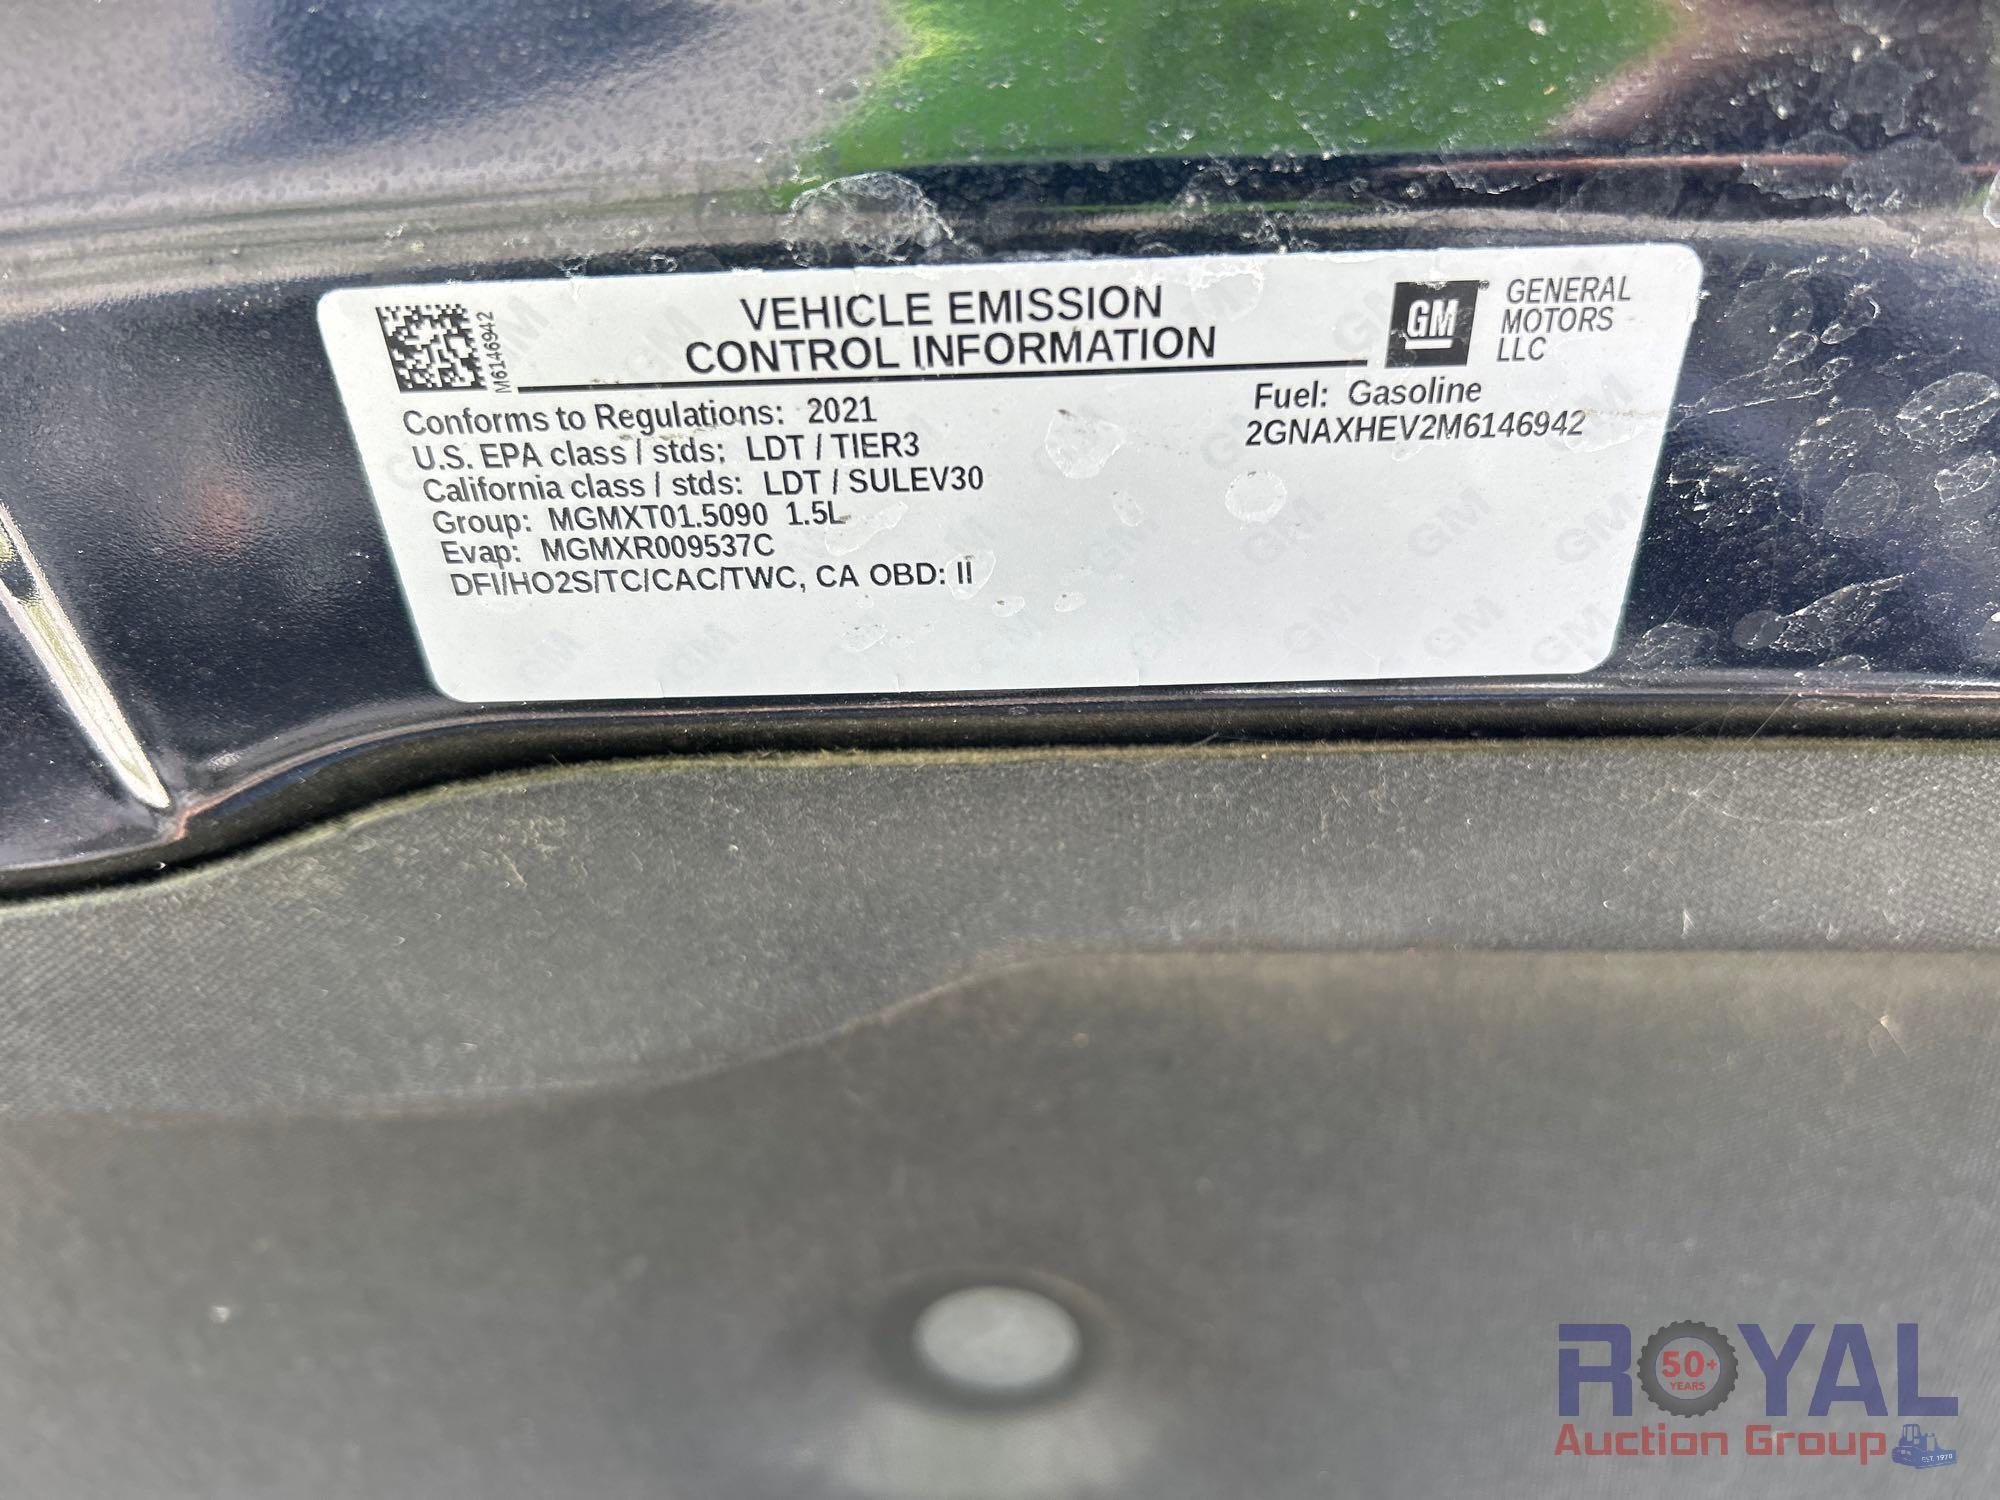 M6146942
VEHICLE EMISSION
CONTROL INFORMATION
GM
GENERAL
MOTORS
LLC
Conforms to Regulations: 2021
U.S. EPA class / stds: LDT / TIER3
California class / stds: LDT / SULEV30
Group: MGMXT01.5090 1.5L
Evap: MGMXR009537C
DFI/HO2S/TC/CAC/TWC, CA OBD: II
Fuel: Gasoline
2GNAXHEV2M6146942
ROYAL
50+
YEARS
Auction Group
EST. 1970